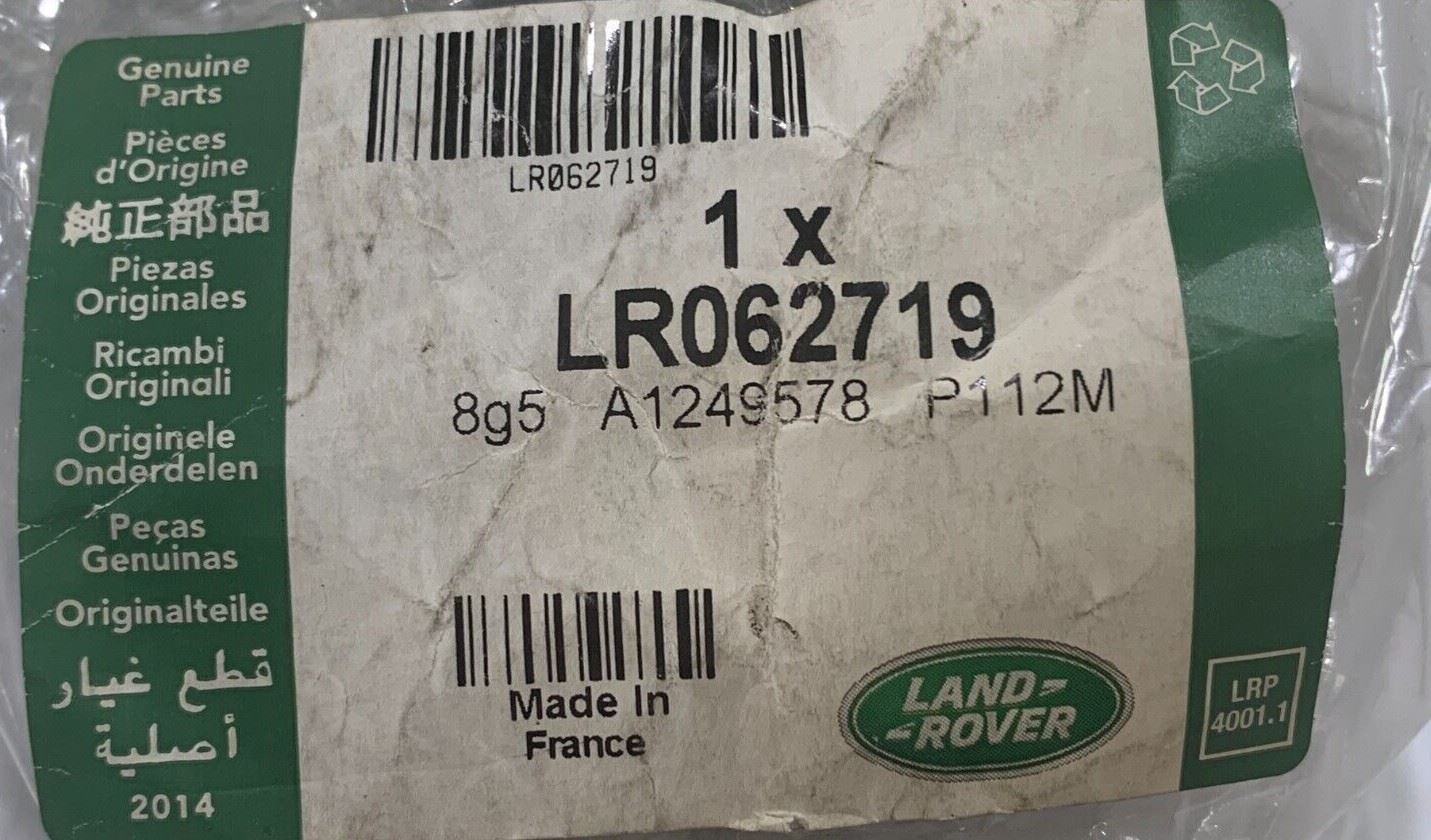 Genuine
Parts
Pièces
d'Origine
純正部品
Piezas
Originales
Ricambi
Originali
Originele
Onderdelen
Peças
Genuinas
Originalteile
قطع غيار
أصلية
2014
LR062719
1 x
LR062719
8g5 A1249578 P112M
Made In
France
LAND-
-ROVER
LRP
4001.1